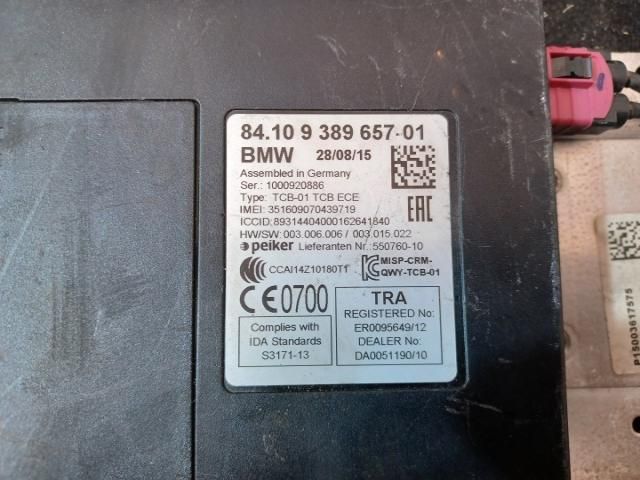 84.10 9 389 657-01
BMW 28/08/15
Assembled in Germany
Ser.: 1000920886
Type: TCB-01 TCB ECE
IMEI: 351609070439719
ICCID:89314404000162641840
HW/SW: 003.006.006 / 003.015.022
peiker Lieferanten Nr.:550760-10
CCAI14Z10180T1
MISP-CRM-
QWY-TCB-01
CE0700
Complies with
IDA Standards
S3171-13
TRA
REGISTERED No:
ER0095649/12
DEALER No:
DA0051190/10
EAC
P15003617575